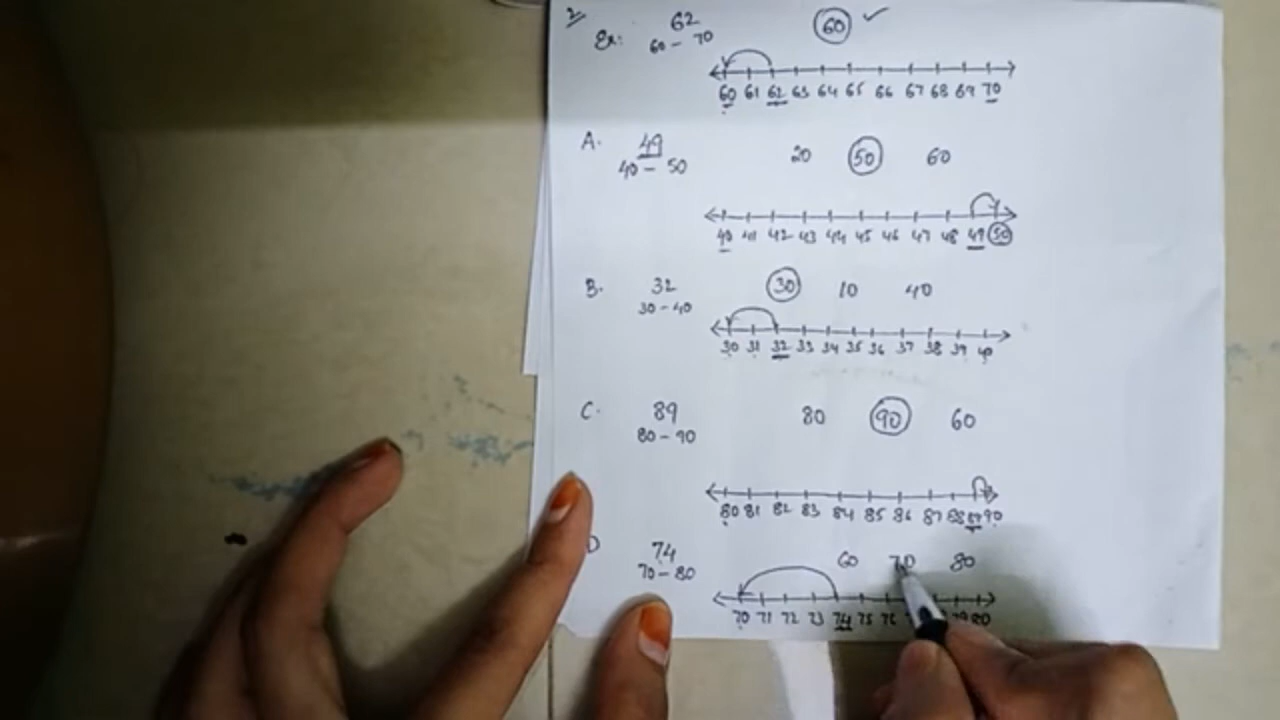 2
Ex: 62 60 ✓
60 - 70
60 61 62 63 64 65 66 67 68 69 70
A. 49 20 50 60
40 - 50
40 41 42 43 44 45 46 47 48 49 50
B. 32 30 10 40
30 - 40
30 31 32 33 34 35 36 37 38 39 40
C. 89 80 90 60
80 - 90
80 81 82 83 84 85 86 87 88 89 90
D 74 60 70 80
70 - 80
70 71 72 73 74 75 76 79 80